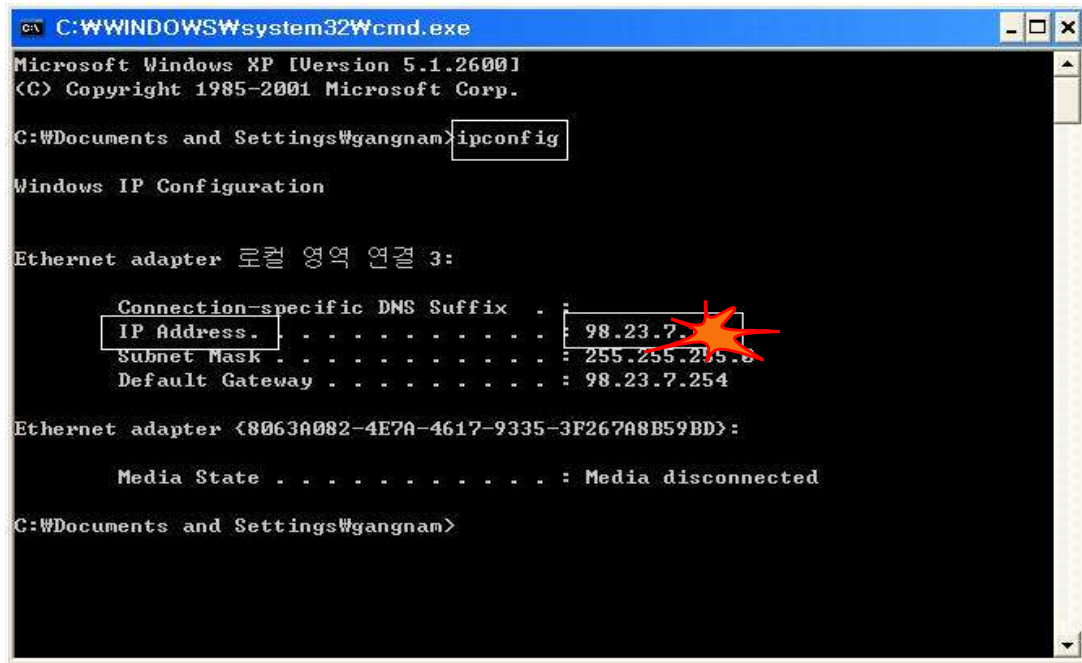 C:₩WINDOWS₩system32₩cmd.exe
Microsoft Windows XP [Version 5.1.2600]
(C) Copyright 1985-2001 Microsoft Corp.
C:₩Documents and Settings₩gangnam>ipconfig
Windows IP Configuration
Ethernet adapter 로컬 영역 연결 3:
Connection-specific DNS Suffix . :
IP Address. . . . . . . . . . . . : 98.23.7.
Subnet Mask . . . . . . . . . . . : 255.255.255.0
Default Gateway . . . . . . . . . : 98.23.7.254
Ethernet adapter {8063A082-4E7A-4617-9335-3F267A8B59BD}:
Media State . . . . . . . . . . . : Media disconnected
C:₩Documents and Settings₩gangnam>